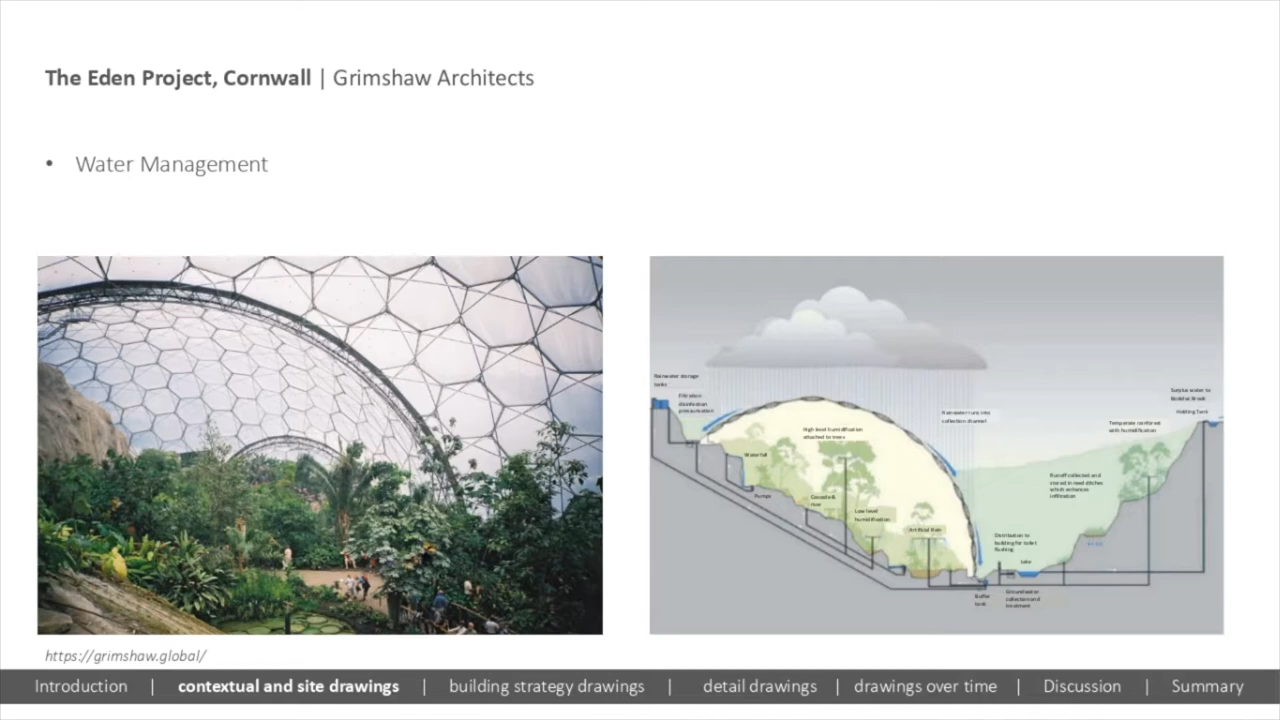 The Eden Project, Cornwall | Grimshaw Architects
• Water Management
Rainwater storage
tanks
Filtration
disinfection
pressurisation
High level humidification
attached to trees
Waterfall
Pumps
Cascade &
river
Low level
humidification
Artificial Rain
Rainwater runs into
collection channel
Surplus water to
Bodelva Brook
Holding Tank
Temperate rainforest
with humidification
Runoff collected and
stored in reed ditches
which enhances
infiltration
Distribution to
building for toilet
flushing
Lake
Buffer
tank
Groundwater
collection and
treatment
https://grimshaw.global/
Introduction | contextual and site drawings | building strategy drawings | detail drawings | drawings over time | Discussion | Summary